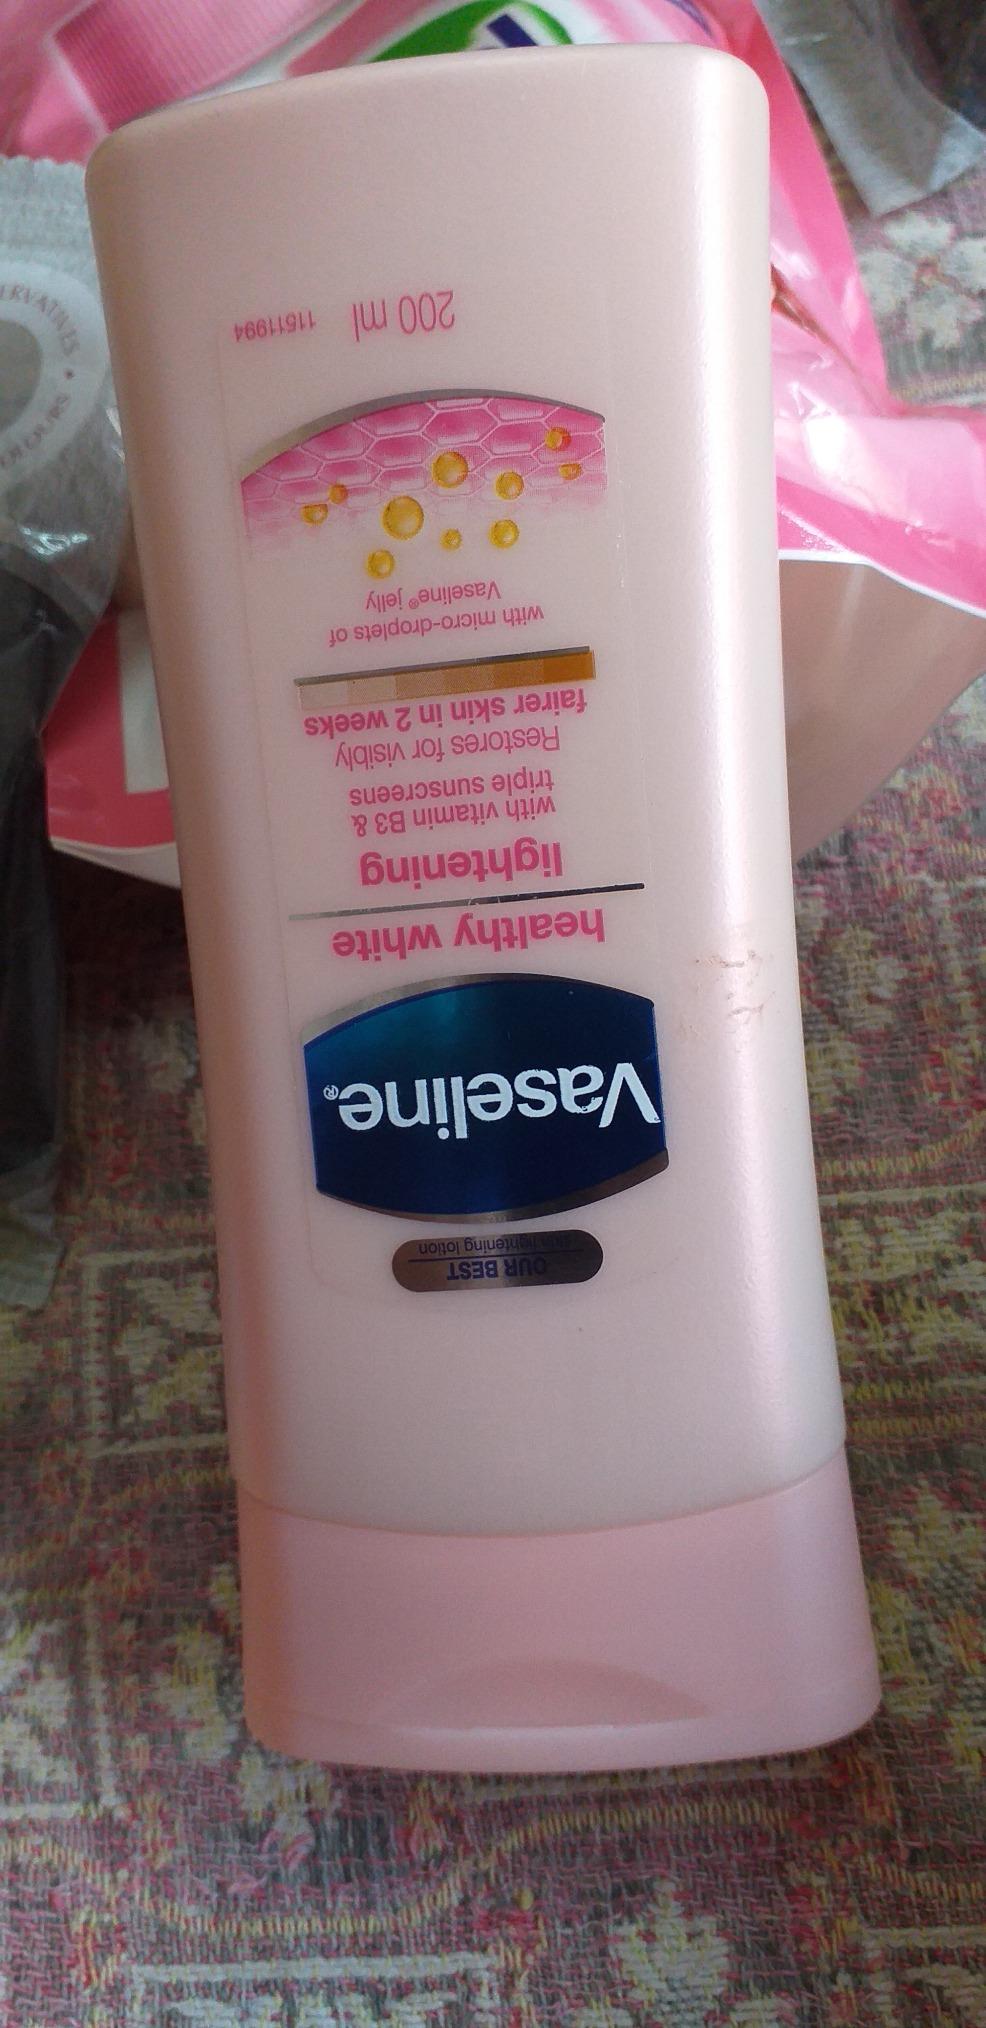 OUR BEST
skin lightening lotion
Vaseline®
healthy white
lightening
with vitamin B3 &
triple sunscreens
Restores for visibly
fairer skin in 2 weeks
with micro-droplets of
Vaseline® jelly
200 ml 11511994